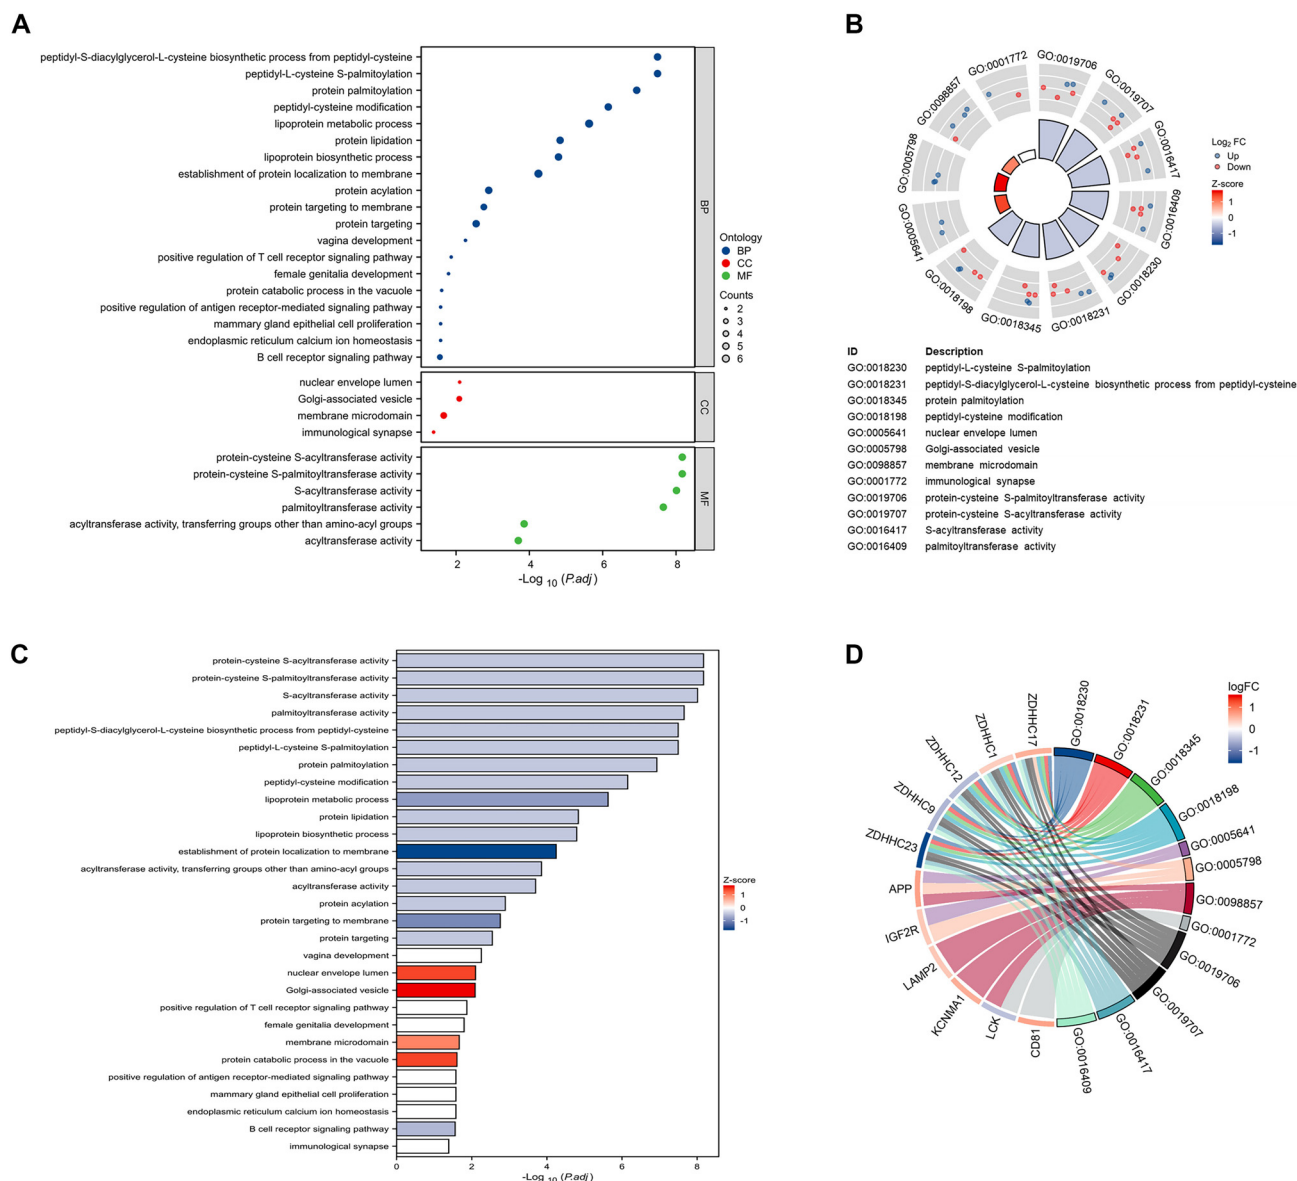 A
peptidyl-S-diacylglycerol-L-cysteine biosynthetic process from peptidyl-cysteine
peptidyl-L-cysteine S-palmitoylation
protein palmitoylation
peptidyl-cysteine modification
lipoprotein metabolic process
protein lipidation
lipoprotein biosynthetic process
establishment of protein localization to membrane
protein acylation
protein targeting to membrane
protein targeting
vagina development
positive regulation of T cell receptor signaling pathway
female genitalia development
protein catabolic process in the vacuole
positive regulation of antigen receptor-mediated signaling pathway
mammary gland epithelial cell proliferation
endoplasmic reticulum calcium ion homeostasis
B cell receptor signaling pathway
BP
nuclear envelope lumen
Golgi-associated vesicle
membrane microdomain
immunological synapse
CC
protein-cysteine S-acyltransferase activity
protein-cysteine S-palmitoyltransferase activity
S-acyltransferase activity
palmitoyltransferase activity
acyltransferase activity, transferring groups other than amino-acyl groups
acyltransferase activity
MF
2 4 6 8
-Log 10 (P.adj)
Ontology
BP
CC
MF
Counts
2
3
4
5
6
B
GO:0019706
GO:0019707
GO:0016417
GO:0016409
GO:0018230
GO:0018231
GO:0018345
GO:0018198
GO:0005641
GO:0005798
GO:0098857
GO:0001772
Log2 FC
Up
Down
Z-score
1
0
-1
ID Description
GO:0018230 peptidyl-L-cysteine S-palmitoylation
GO:0018231 peptidyl-S-diacylglycerol-L-cysteine biosynthetic process from peptidyl-cysteine
GO:0018345 protein palmitoylation
GO:0018198 peptidyl-cysteine modification
GO:0005641 nuclear envelope lumen
GO:0005798 Golgi-associated vesicle
GO:0098857 membrane microdomain
GO:0001772 immunological synapse
GO:0019706 protein-cysteine S-palmitoyltransferase activity
GO:0019707 protein-cysteine S-acyltransferase activity
GO:0016417 S-acyltransferase activity
GO:0016409 palmitoyltransferase activity
C
protein-cysteine S-acyltransferase activity
protein-cysteine S-palmitoyltransferase activity
S-acyltransferase activity
palmitoyltransferase activity
peptidyl-S-diacylglycerol-L-cysteine biosynthetic process from peptidyl-cysteine
peptidyl-L-cysteine S-palmitoylation
protein palmitoylation
peptidyl-cysteine modification
lipoprotein metabolic process
protein lipidation
lipoprotein biosynthetic process
establishment of protein localization to membrane
acyltransferase activity, transferring groups other than amino-acyl groups
acyltransferase activity
protein acylation
protein targeting to membrane
protein targeting
vagina development
nuclear envelope lumen
Golgi-associated vesicle
positive regulation of T cell receptor signaling pathway
female genitalia development
membrane microdomain
protein catabolic process in the vacuole
positive regulation of antigen receptor-mediated signaling pathway
mammary gland epithelial cell proliferation
endoplasmic reticulum calcium ion homeostasis
B cell receptor signaling pathway
immunological synapse
0 2 4 6 8
-Log 10 (P.adj)
Z-score
1
0
-1
D
GO:0018230
GO:0018231
GO:0018345
GO:0018198
GO:0005641
GO:0005798
GO:0098857
GO:0001772
GO:0019706
GO:0019707
GO:0016417
GO:0016409
CD81
LCK
KCNMA1
LAMP2
IGF2R
APP
ZDHHC23
ZDHHC9
ZDHHC12
ZDHHC1
ZDHHC17
logFC
1
0
-1